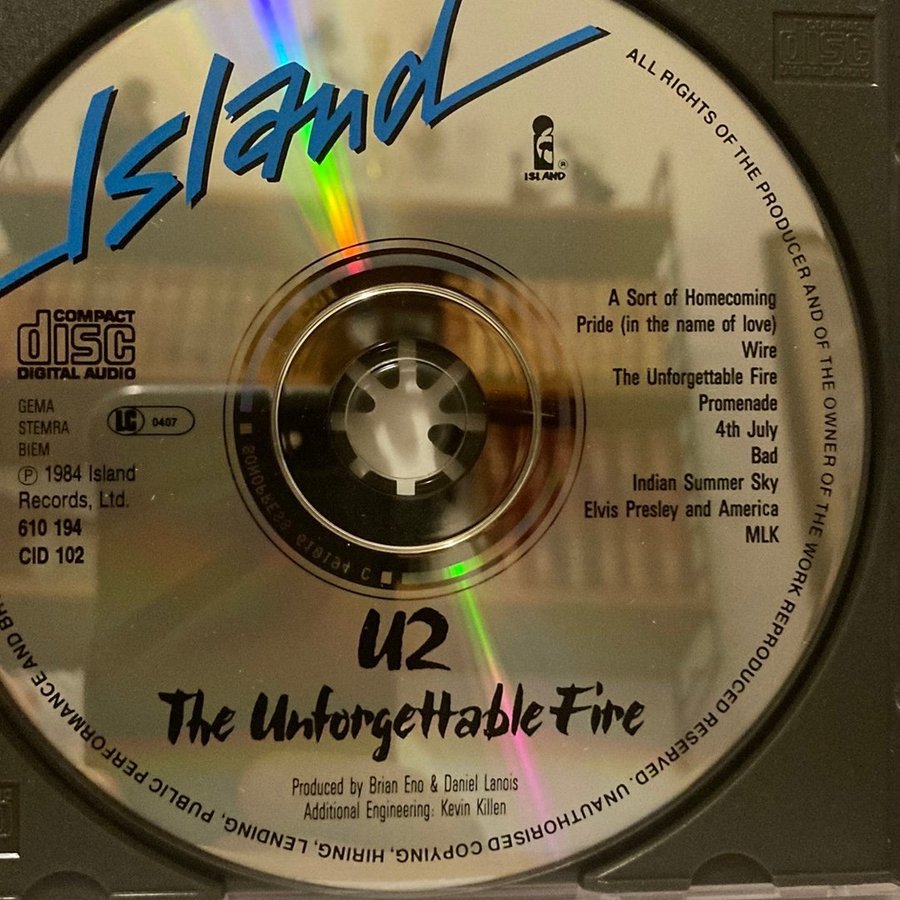 Island
ISLAND
®
COMPACT
disc
DIGITAL AUDIO
GEMA
STEMRA
BIEM
LC 0407
℗ 1984 Island
Records, Ltd.
610 194
CID 102
A Sort of Homecoming
Pride (in the name of love)
Wire
The Unforgettable Fire
Promenade
4th July
Bad
Indian Summer Sky
Elvis Presley and America
MLK
U2
The Unforgettable Fire
Produced by Brian Eno & Daniel Lanois
Additional Engineering: Kevin Killen
ALL RIGHTS OF THE PRODUCER AND OF THE OWNER OF THE WORK REPRODUCED RESERVED. UNAUTHORISED COPYING, HIRING, LENDING, PUBLIC PERFORMANCE AND
SONOPRESS
disc